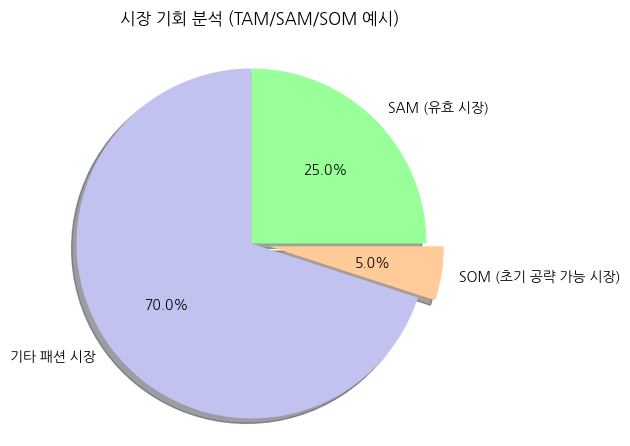 시장 기회 분석 (TAM/SAM/SOM 예시)
SAM (유효 시장)
25.0%
5.0%
SOM (초기 공략 가능 시장)
70.0%
기타 패션 시장